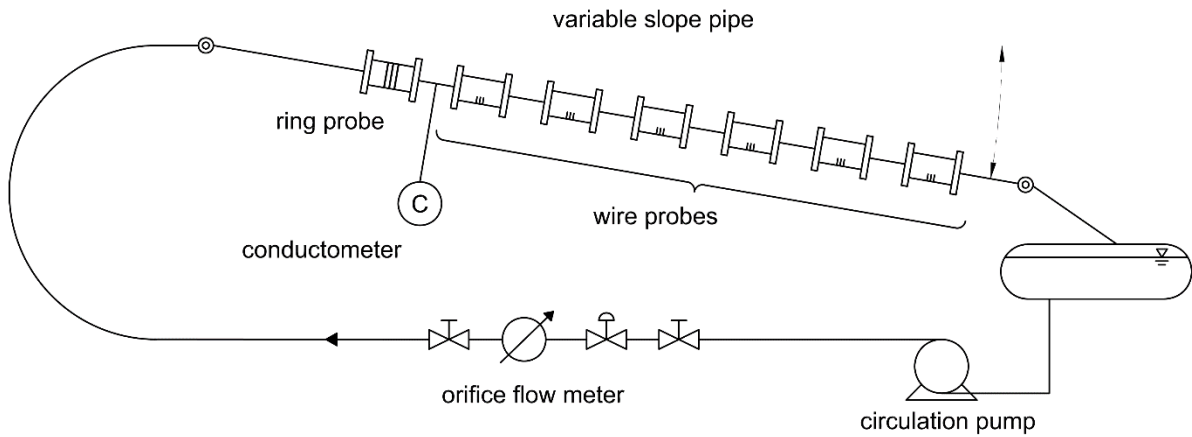 variable slope pipe
ring probe
C
wire probes
conductometer
orifice flow meter
circulation pump